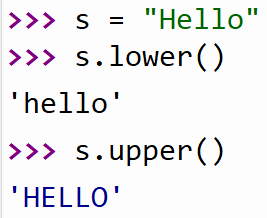 >>> s = "Hello"
>>> s.lower()
'hello'
>>> s.upper()
'HELLO'